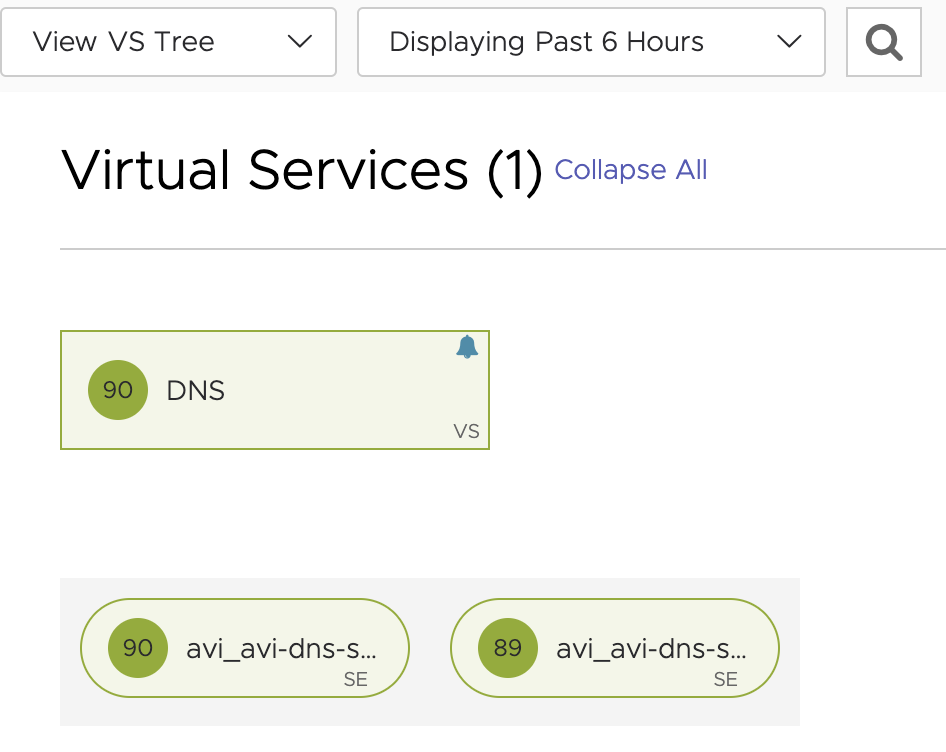 View VS Tree
Displaying Past 6 Hours
Virtual Services (1) Collapse All
90 DNS
VS
90 avi_avi-dns-s...
SE
89 avi_avi-dns-s...
SE